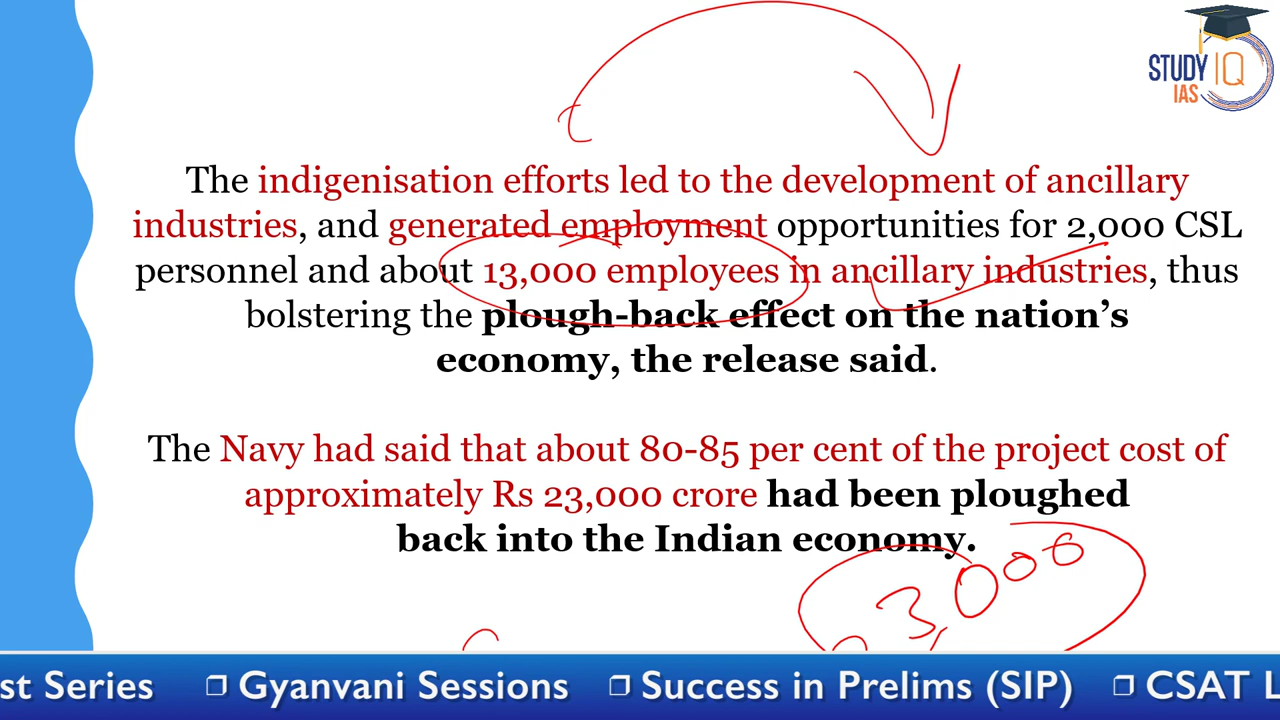 STUDY IQ
IAS
The indigenisation efforts led to the development of ancillary
industries, and generated employment opportunities for 2,000 CSL
personnel and about 13,000 employees in ancillary industries, thus
bolstering the plough-back effect on the nation’s
economy, the release said.
The Navy had said that about 80-85 per cent of the project cost of
approximately Rs 23,000 crore had been ploughed
back into the Indian economy.
3,000
st Series ❐ Gyanvani Sessions ❐ Success in Prelims (SIP) ❐ CSAT L